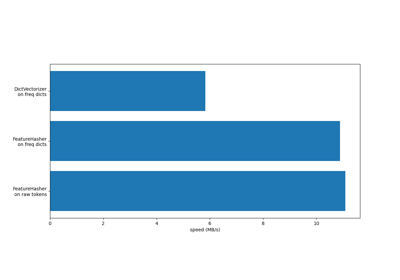 DictVectorizer
on freq dicts
FeatureHasher
on freq dicts
FeatureHasher
on raw tokens
0 2 4 6 8 10
speed (MB/s)